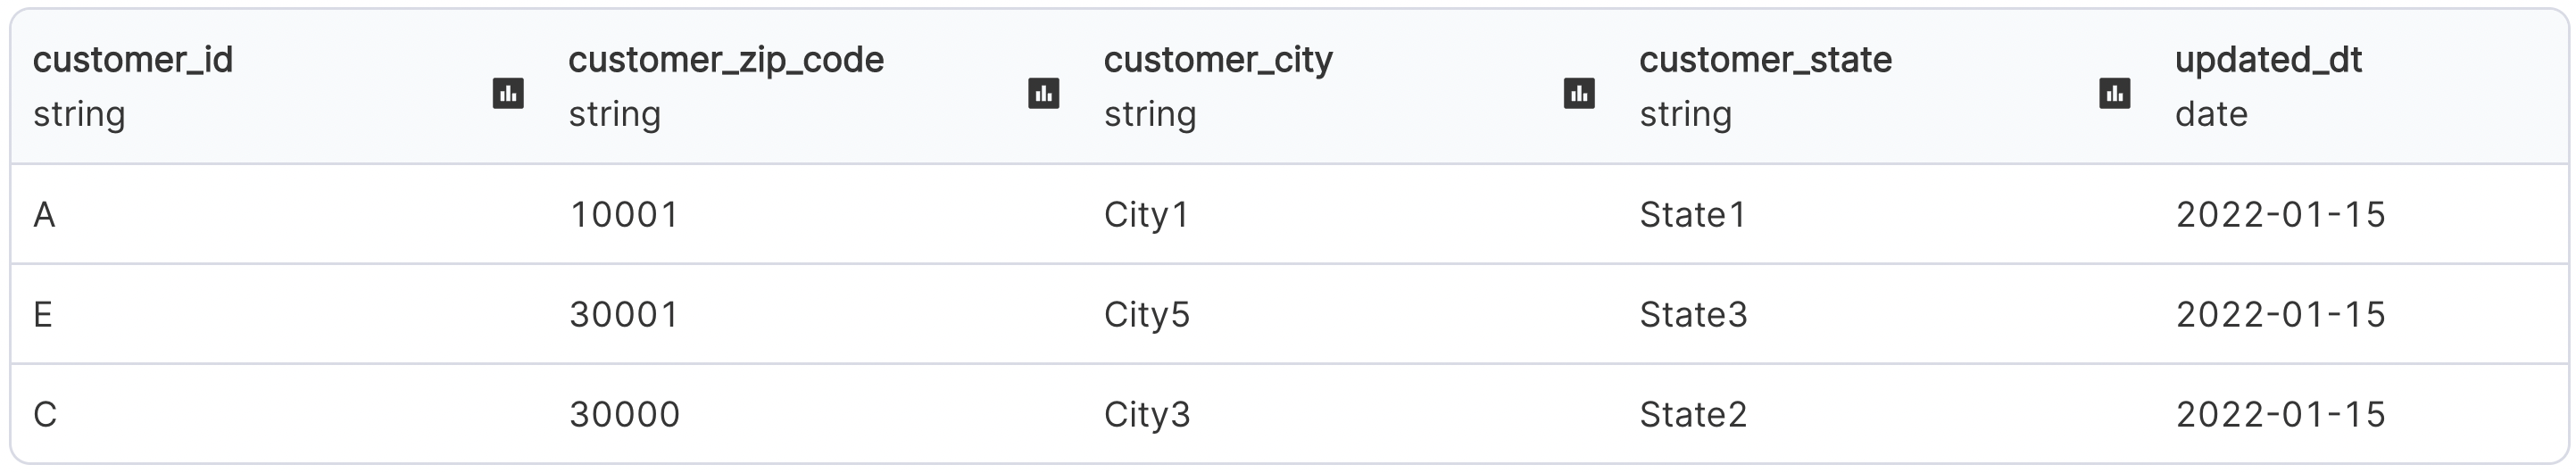 customer_id customer_zip_code customer_city customer_state updated_dt
string string string string date
A 10001 City1 State1 2022-01-15
E 30001 City5 State3 2022-01-15
C 30000 City3 State2 2022-01-15